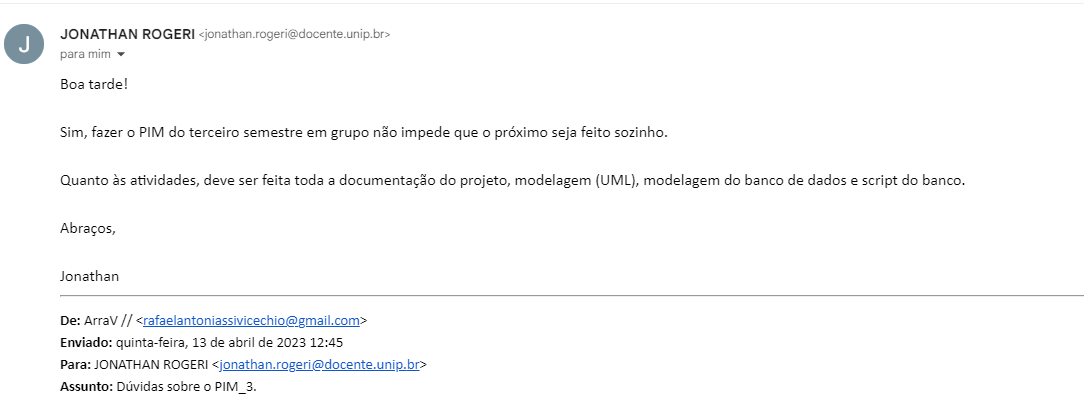 J
JONATHAN ROGERI <jonathan.rogeri@docente.unip.br>
para mim
Boa tarde!
Sim, fazer o PIM do terceiro semestre em grupo não impede que o próximo seja feito sozinho.
Quanto às atividades, deve ser feita toda a documentação do projeto, modelagem (UML), modelagem do banco de dados e script do banco.
Abraços,
Jonathan
De: ArraV // <rafaelantoniassivicechio@gmail.com>
Enviado: quinta-feira, 13 de abril de 2023 12:45
Para: JONATHAN ROGERI <jonathan.rogeri@docente.unip.br>
Assunto: Dúvidas sobre o PIM_3.